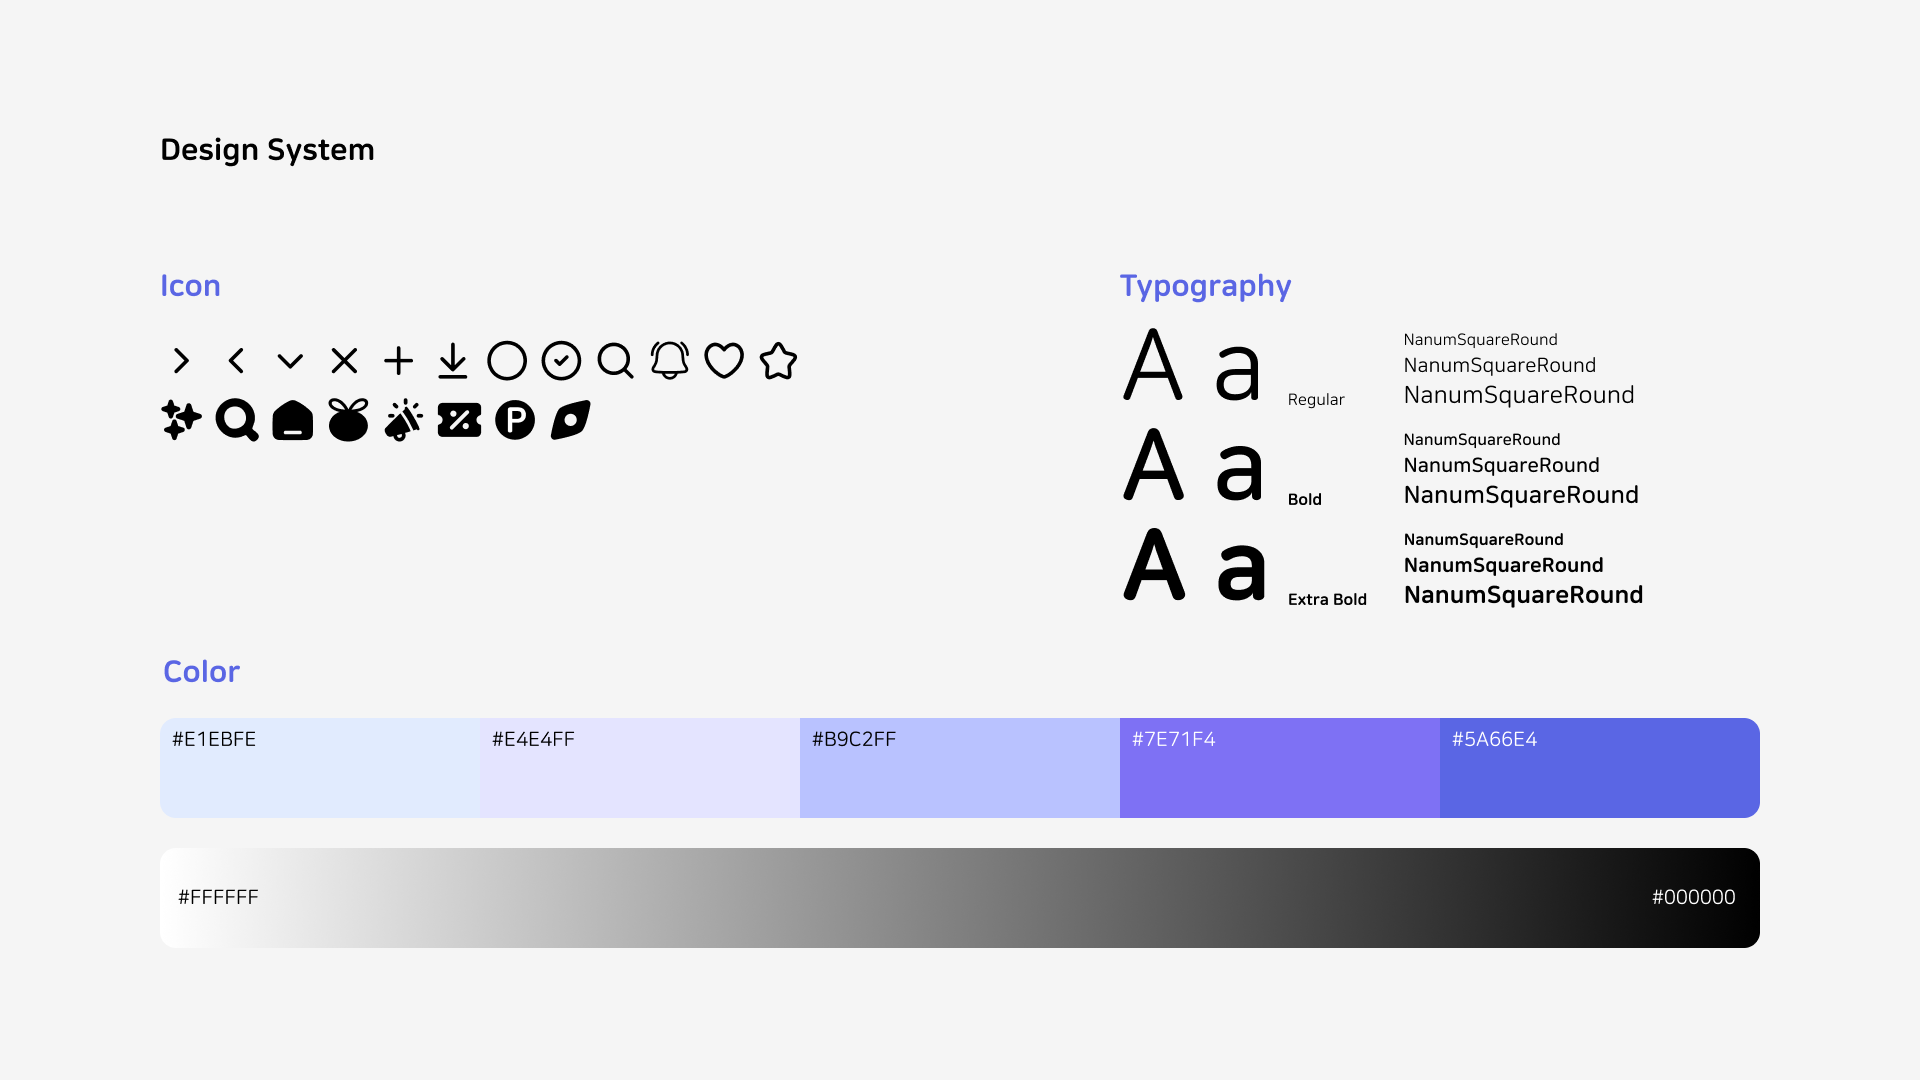 Design System
Icon
Typography
A a
Regular
NanumSquareRound
NanumSquareRound
NanumSquareRound
A a
Bold
NanumSquareRound
NanumSquareRound
NanumSquareRound
A a
Extra Bold
NanumSquareRound
NanumSquareRound
NanumSquareRound
P
Color
#E1EBFE
#E4E4FF
#B9C2FF
#7E71F4
#5A66E4
#FFFFFF
#000000